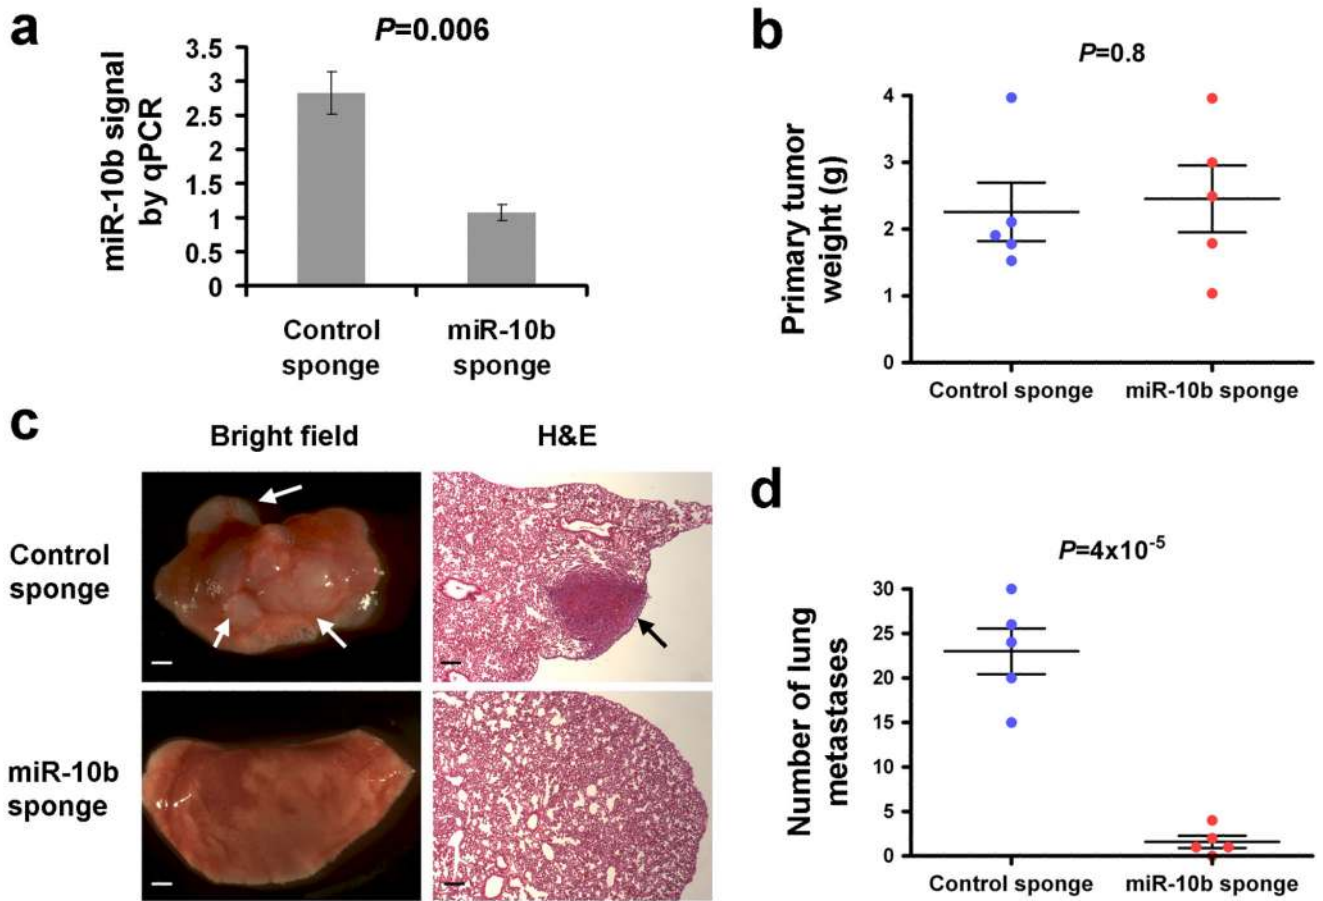 a
P=0.006
miR-10b signal
by qPCR
3.5
3
2.5
2
1.5
1
0.5
0
Control
sponge
miR-10b
sponge
b
P=0.8
Primary tumor
weight (g)
4
3
2
1
0
Control sponge
miR-10b sponge
c
Bright field
H&E
Control
sponge
miR-10b
sponge
d
P=4x10⁻⁵
Number of lung
metastases
30
25
20
15
10
5
0
Control sponge
miR-10b sponge